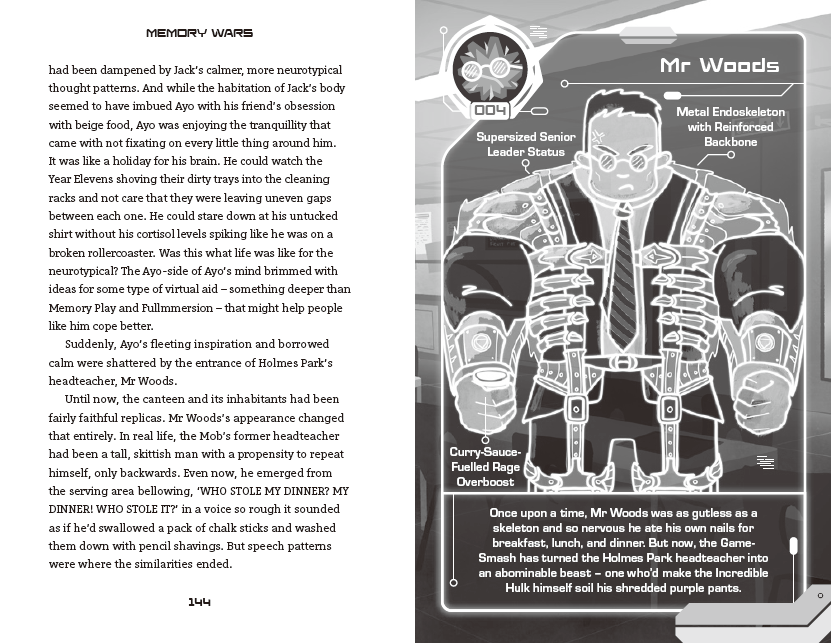 MEMORY WARS
had been dampened by Jack’s calmer, more neurotypical
thought patterns. And while the habitation of Jack’s body
seemed to have imbued Ayo with his friend’s obsession
with beige food, Ayo was enjoying the tranquillity that
came with not fixating on every little thing around him.
It was like a holiday for his brain. He could watch the
Year Elevens shoving their dirty trays into the cleaning
racks and not care that they were leaving uneven gaps
between each one. He could stare down at his untucked
shirt without his cortisol levels spiking like he was on a
broken rollercoaster. Was this what life was like for the
neurotypical? The Ayo-side of Ayo’s mind brimmed with
ideas for some type of virtual aid – something deeper than
Memory Play and Fullmmersion – that might help people
like him cope better.
Suddenly, Ayo’s fleeting inspiration and borrowed
calm were shattered by the entrance of Holmes Park’s
headteacher, Mr Woods.
Until now, the canteen and its inhabitants had been
fairly faithful replicas. Mr Woods’s appearance changed
that entirely. In real life, the Mob’s former headteacher
had been a tall, skittish man with a propensity to repeat
himself, only backwards. Even now, he emerged from
the serving area bellowing, ‘WHO STOLE MY DINNER? MY
DINNER! WHO STOLE IT?’ in a voice so rough it sounded
as if he’d swallowed a pack of chalk sticks and washed
them down with pencil shavings. But speech patterns
were where the similarities ended.
144
004
Mr Woods
Supersized Senior
Leader Status
Metal Endoskeleton
with Reinforced
Backbone
Curry-Sauce-
Fuelled Rage
Overboost
Once upon a time, Mr Woods was as gutless as a
skeleton and so nervous he ate his own nails for
breakfast, lunch, and dinner. But now, the Game-
Smash has turned the Holmes Park headteacher into
an abominable beast – one who’d make the Incredible
Hulk himself soil his shredded purple pants.